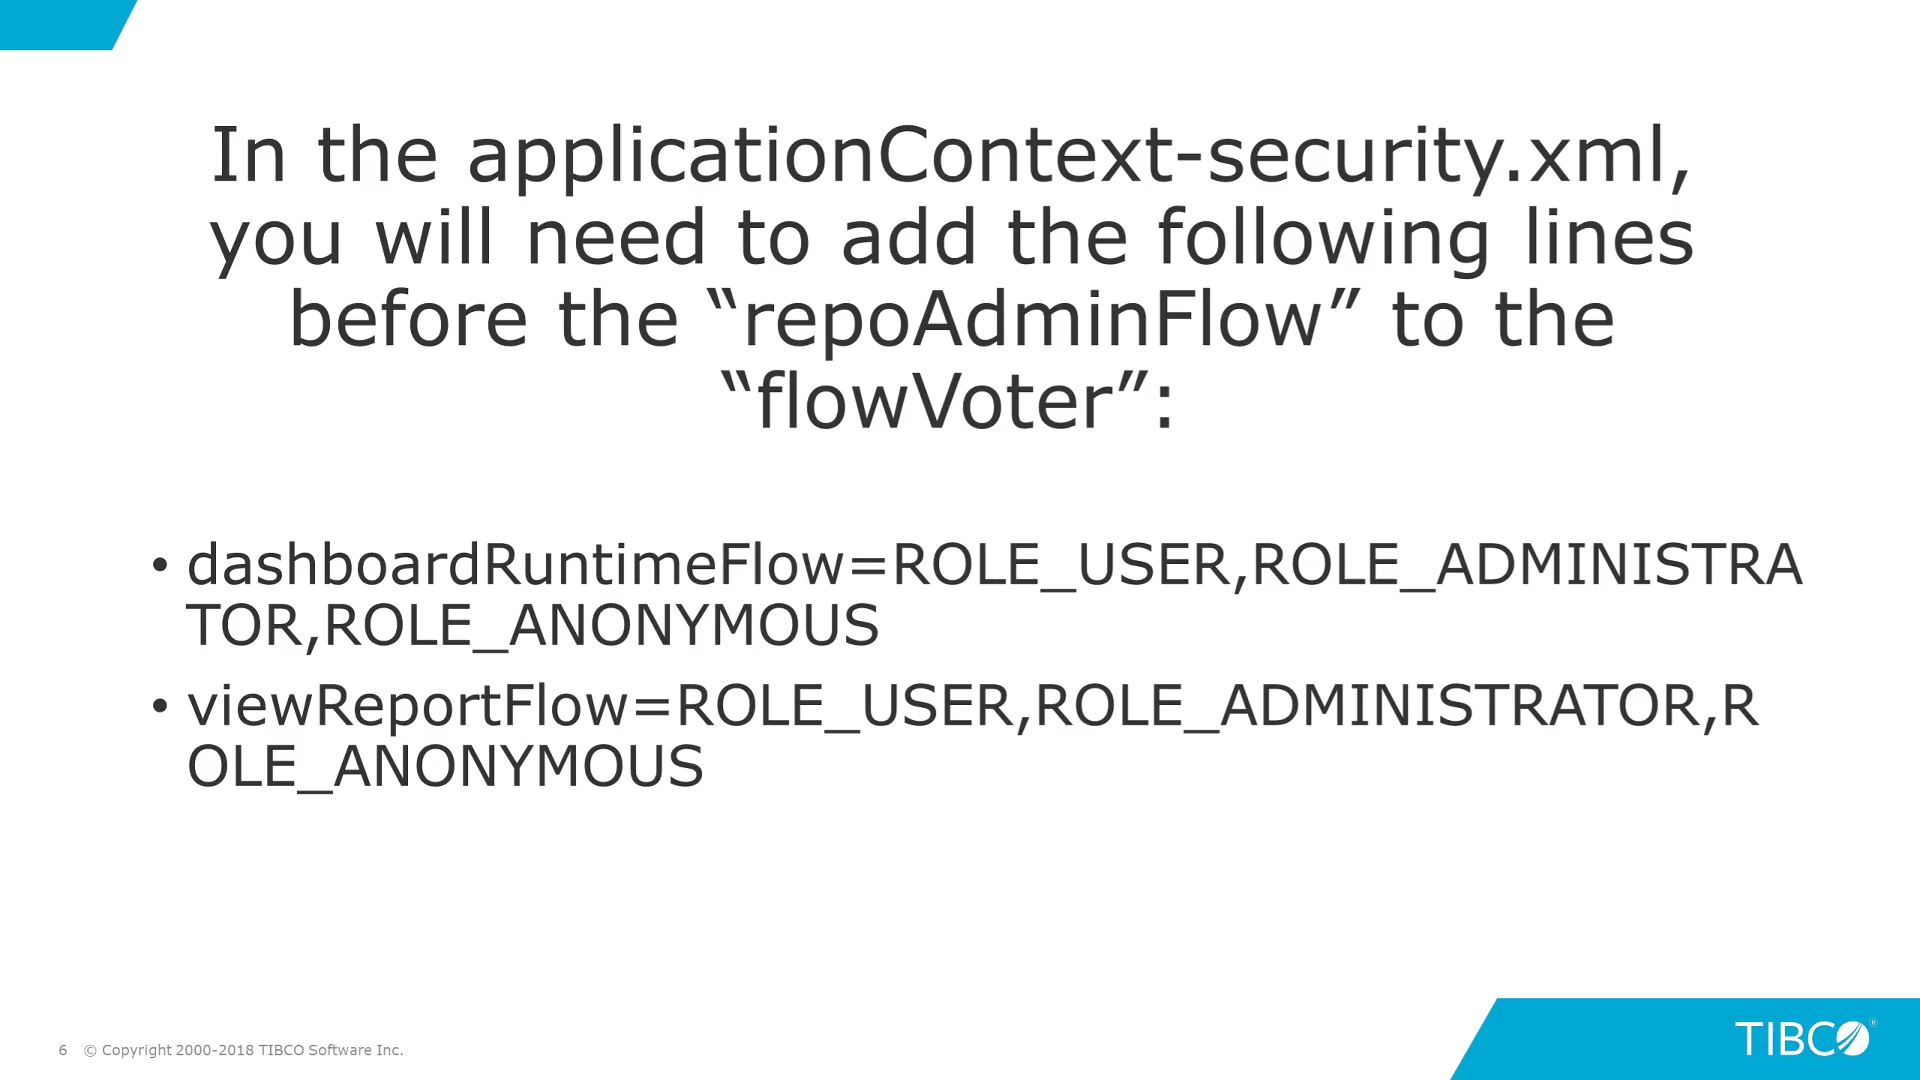 In the applicationContext-security.xml,
you will need to add the following lines
before the “repoAdminFlow” to the
“flowVoter”:
• dashboardRuntimeFlow=ROLE_USER,ROLE_ADMINISTRA
TOR,ROLE_ANONYMOUS
• viewReportFlow=ROLE_USER,ROLE_ADMINISTRATOR,R
OLE_ANONYMOUS
6 © Copyright 2000-2018 TIBCO Software Inc.
TIBCO®